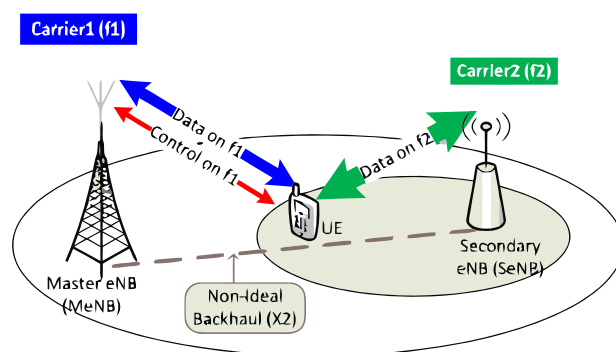 Carrier1 (f1)
Carrier2 (f2)
Data on f1
Control on f1
Data on f2
UE
Master eNB
(MeNB)
Secondary
eNB (SeNB)
Non-Ideal
Backhaul (X2)